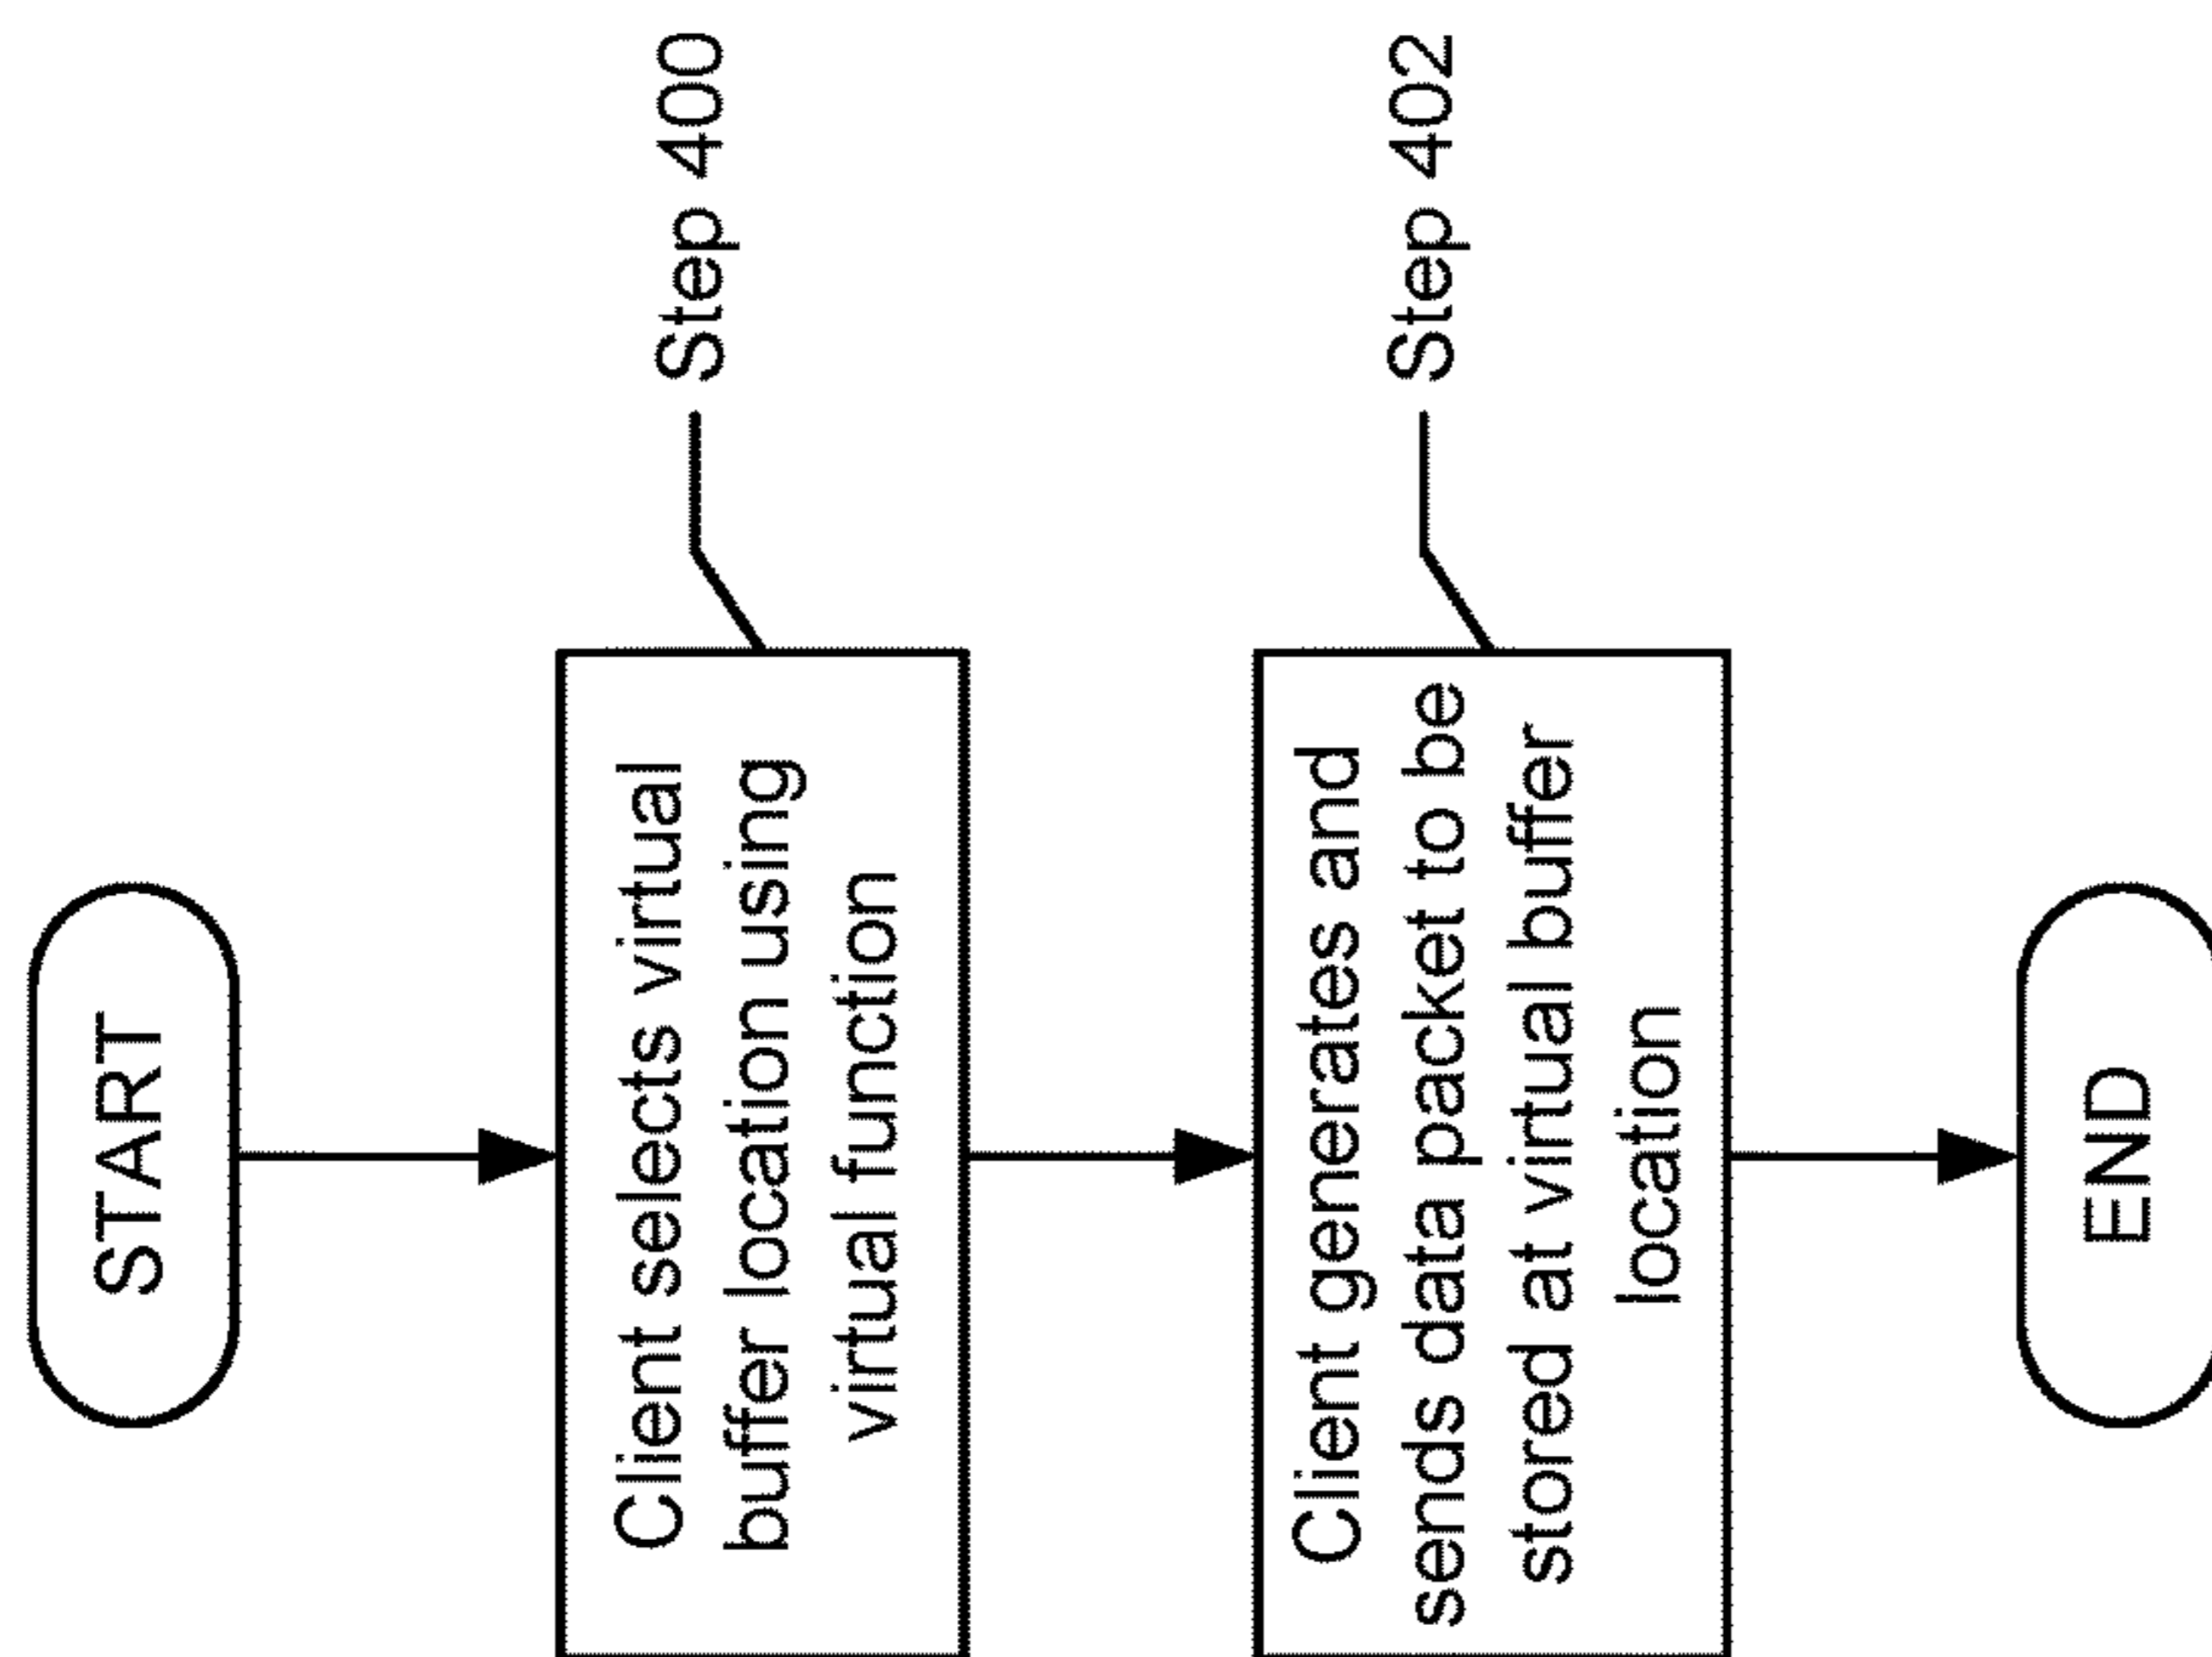 START
Client selects virtual
buffer location using
virtual function
Step 400
Client generates and
sends data packet to be
stored at virtual buffer
location
Step 402
END